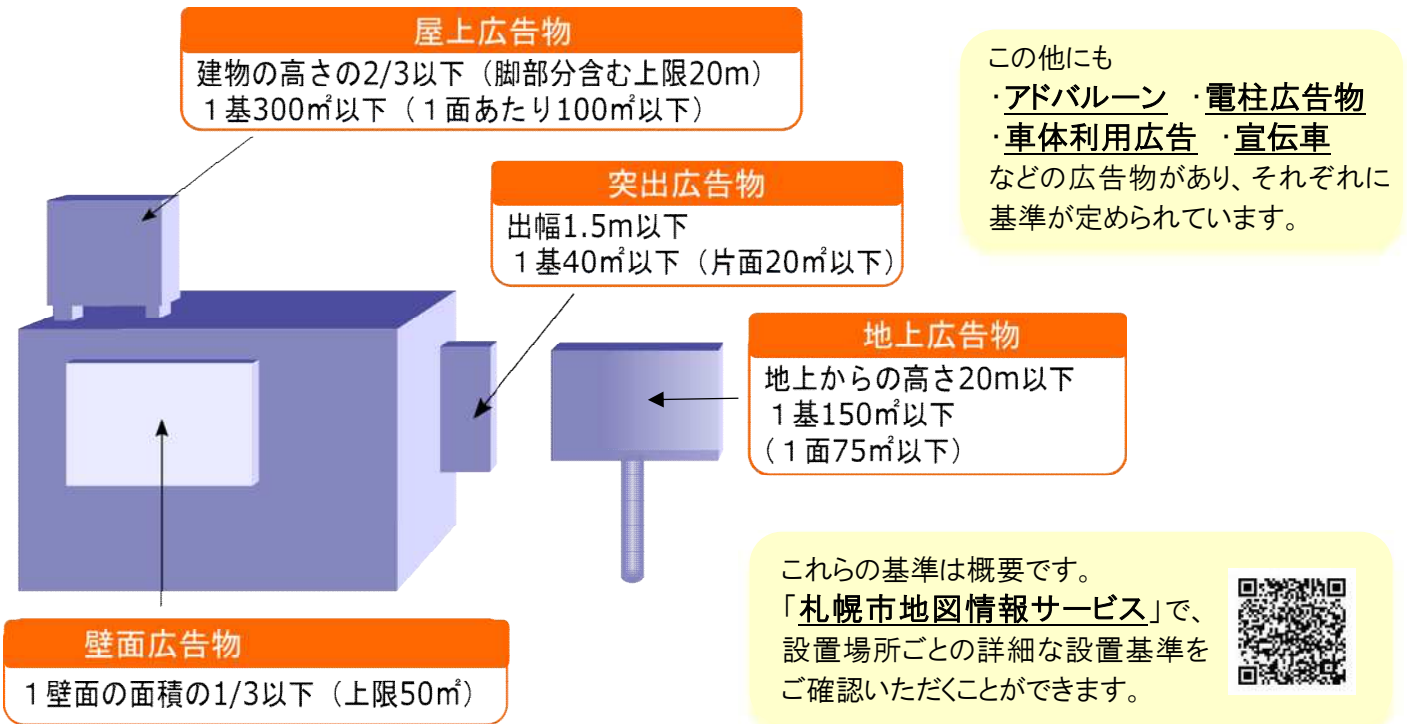 屋上広告物
建物の高さの2/3以下（脚部分含む上限20m）
１基300㎡以下（１面あたり100㎡以下）
この他にも
・アドバルーン ・電柱広告物
・車体利用広告 ・宣伝車
などの広告物があり、それぞれに
基準が定められています。
突出広告物
出幅1.5m以下
１基40㎡以下（片面20㎡以下）
地上広告物
地上からの高さ20m以下
１基150㎡以下
（１面75㎡以下）
壁面広告物
１壁面の面積の1/3以下（上限50㎡）
これらの基準は概要です。
「札幌市地図情報サービス」で、
設置場所ごとの詳細な設置基準を
ご確認いただくことができます。